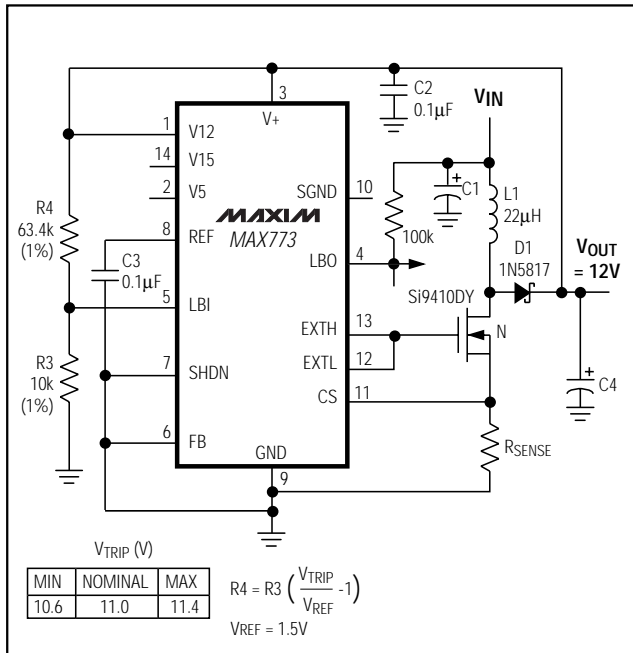 3
V+
C2
0.1μF
VIN
1
V12
14
V15
2
V5
R4
63.4k
(1%)
8
REF
C3
0.1μF
MAXIM
MAX773
SGND
10
100k
C1
+
L1
22μH
LBO
4
D1
1N5817
VOUT
= 12V
Si9410DY
5
LBI
EXTH
13
N
EXTL
12
R3
10k
(1%)
7
SHDN
CS
11
+
C4
6
FB
GND
9
RSENSE
VTRIP (V)
MIN NOMINAL MAX
10.6 11.0 11.4
R4 = R3 (VTRIP / VREF -1)
VREF = 1.5V